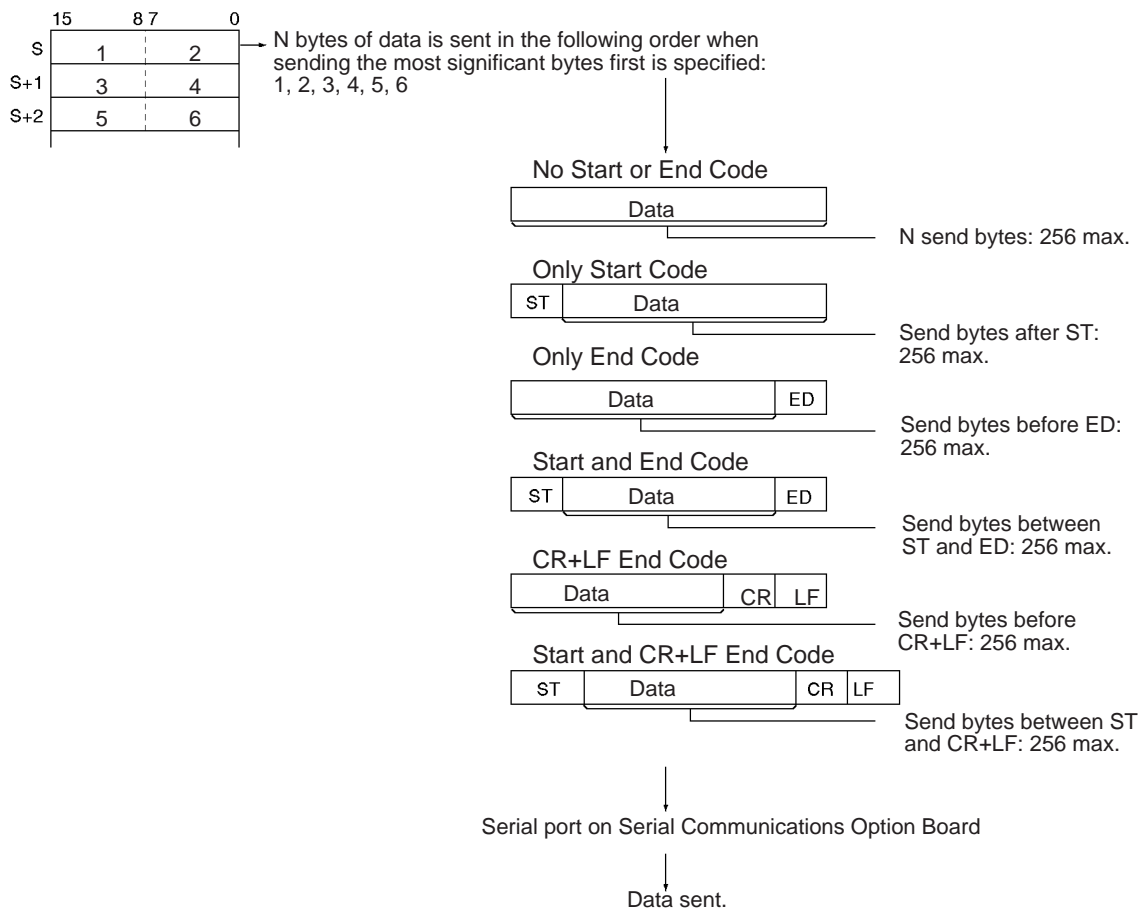 15 8 7 0
S 1 2
S+1 3 4
S+2 5 6
N bytes of data is sent in the following order when
sending the most significant bytes first is specified:
1, 2, 3, 4, 5, 6
No Start or End Code
Data
N send bytes: 256 max.
Only Start Code
ST Data
Send bytes after ST:
256 max.
Only End Code
Data ED
Send bytes before ED:
256 max.
Start and End Code
ST Data ED
Send bytes between
ST and ED: 256 max.
CR+LF End Code
Data CR LF
Send bytes before
CR+LF: 256 max.
Start and CR+LF End Code
ST Data CR LF
Send bytes between ST
and CR+LF: 256 max.
Serial port on Serial Communications Option Board
Data sent.